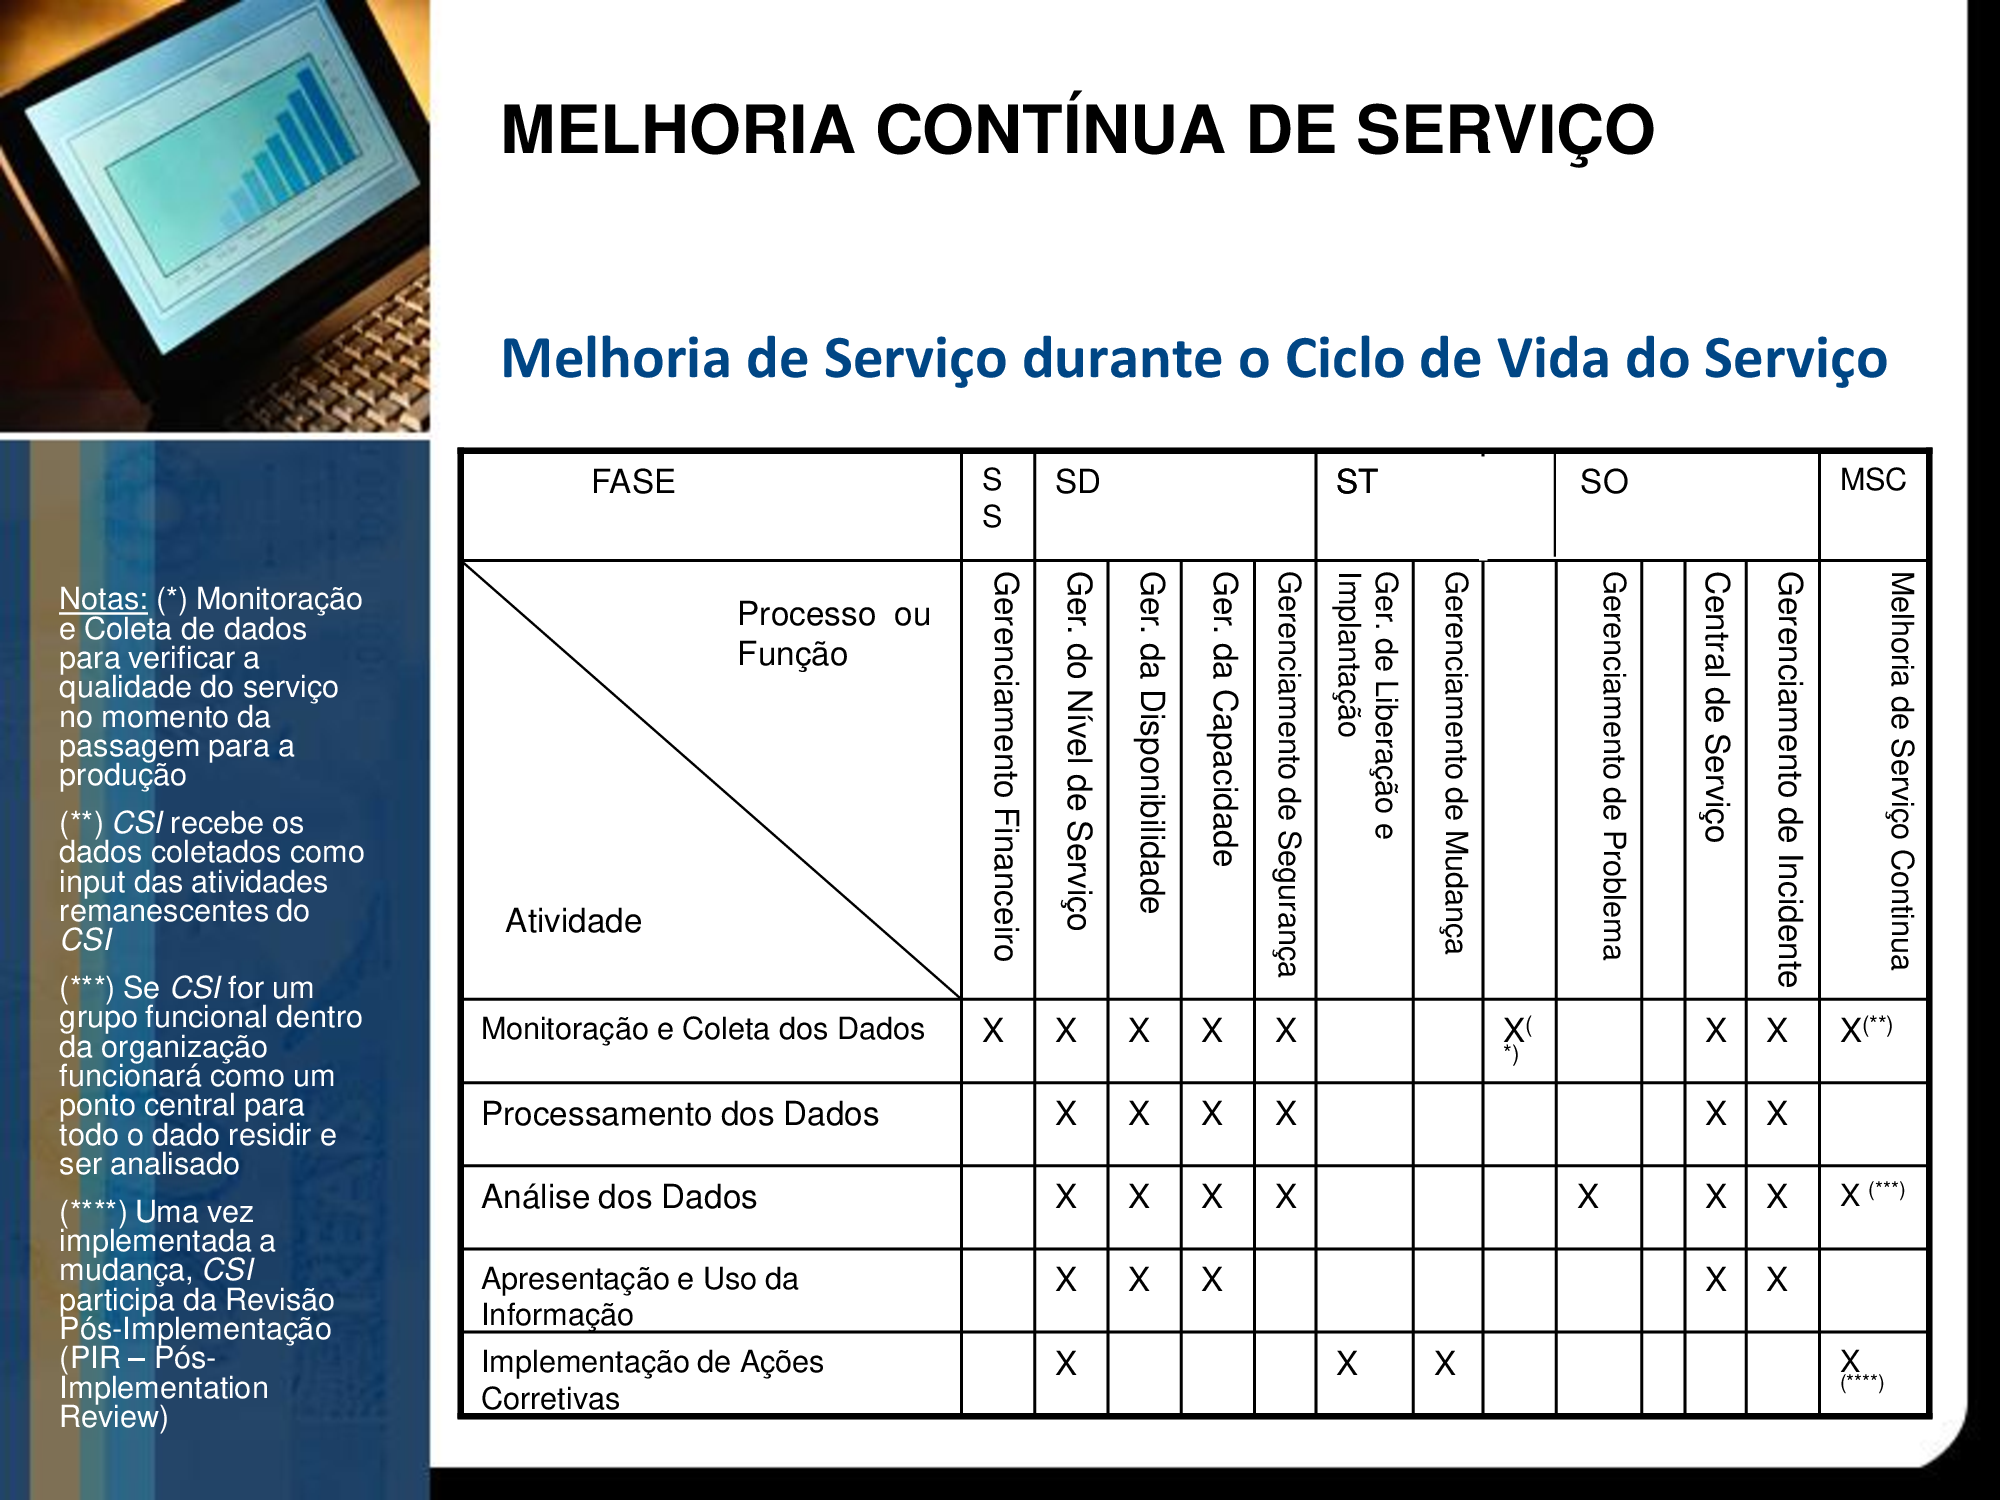 MELHORIA CONTÍNUA DE SERVIÇO
Melhoria de Serviço durante o Ciclo de Vida do Serviço
Notas: (*) Monitoração
e Coleta de dados
para verificar a
qualidade do serviço
no momento da
passagem para a
produção
(**) CSI recebe os
dados coletados como
input das atividades
remanescentes do
CSI
(***) Se CSI for um
grupo funcional dentro
da organização
funcionará como um
ponto central para
todo o dado residir e
ser analisado
(****) Uma vez
implementada a
mudança, CSI
participa da Revisão
Pós-Implementação
(PIR – Pós-
Implementation
Review)
FASE S S SD ST SO MSC
Processo ou
Função
Atividade
Gerenciamento Financeiro
Ger. do Nível de Serviço
Ger. da Disponibilidade
Ger. da Capacidade
Gerenciamento de Segurança
Ger. de Liberação e
Implantação
Gerenciamento de Mudança
Gerenciamento de Problema
Central de Serviço
Gerenciamento de Incidente
Melhoria de Serviço Continua
Monitoração e Coleta dos Dados X X X X X X(*) X X X(**)
Processamento dos Dados X X X X X X
Análise dos Dados X X X X X X X X (***)
Apresentação e Uso da
Informação X X X X X
Implementação de Ações
Corretivas X X X X (****)